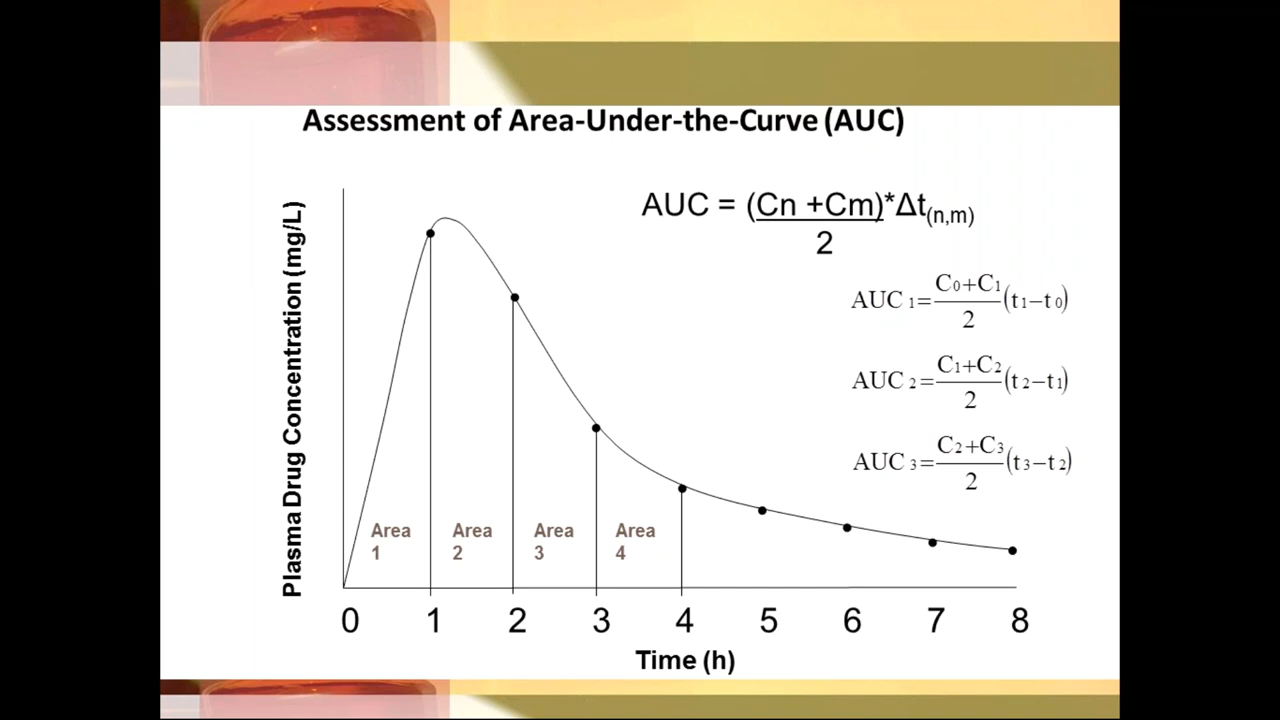 Assessment of Area-Under-the-Curve (AUC)
AUC = (Cn +Cm)*Δt(n,m)
2
AUC 1=C0+C1/2(t1−t0)
AUC 2=C1+C2/2(t2−t1)
AUC 3=C2+C3/2(t3−t2)
Plasma Drug Concentration (mg/L)
Area
1
Area
2
Area
3
Area
4
0 1 2 3 4 5 6 7 8
Time (h)